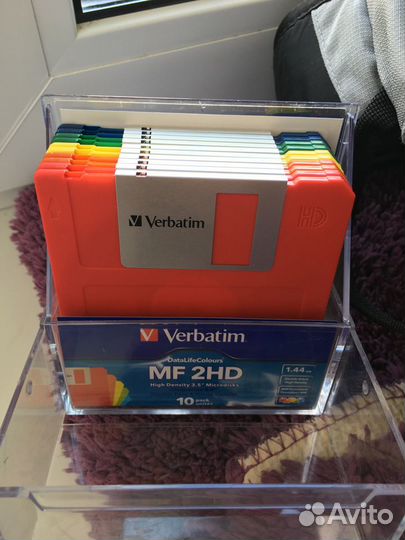 Verbatim
HD
Verbatim
DataLifeColours
MF 2HD
High Density 3.5" Microdisks
10 pack
1.44
Avito